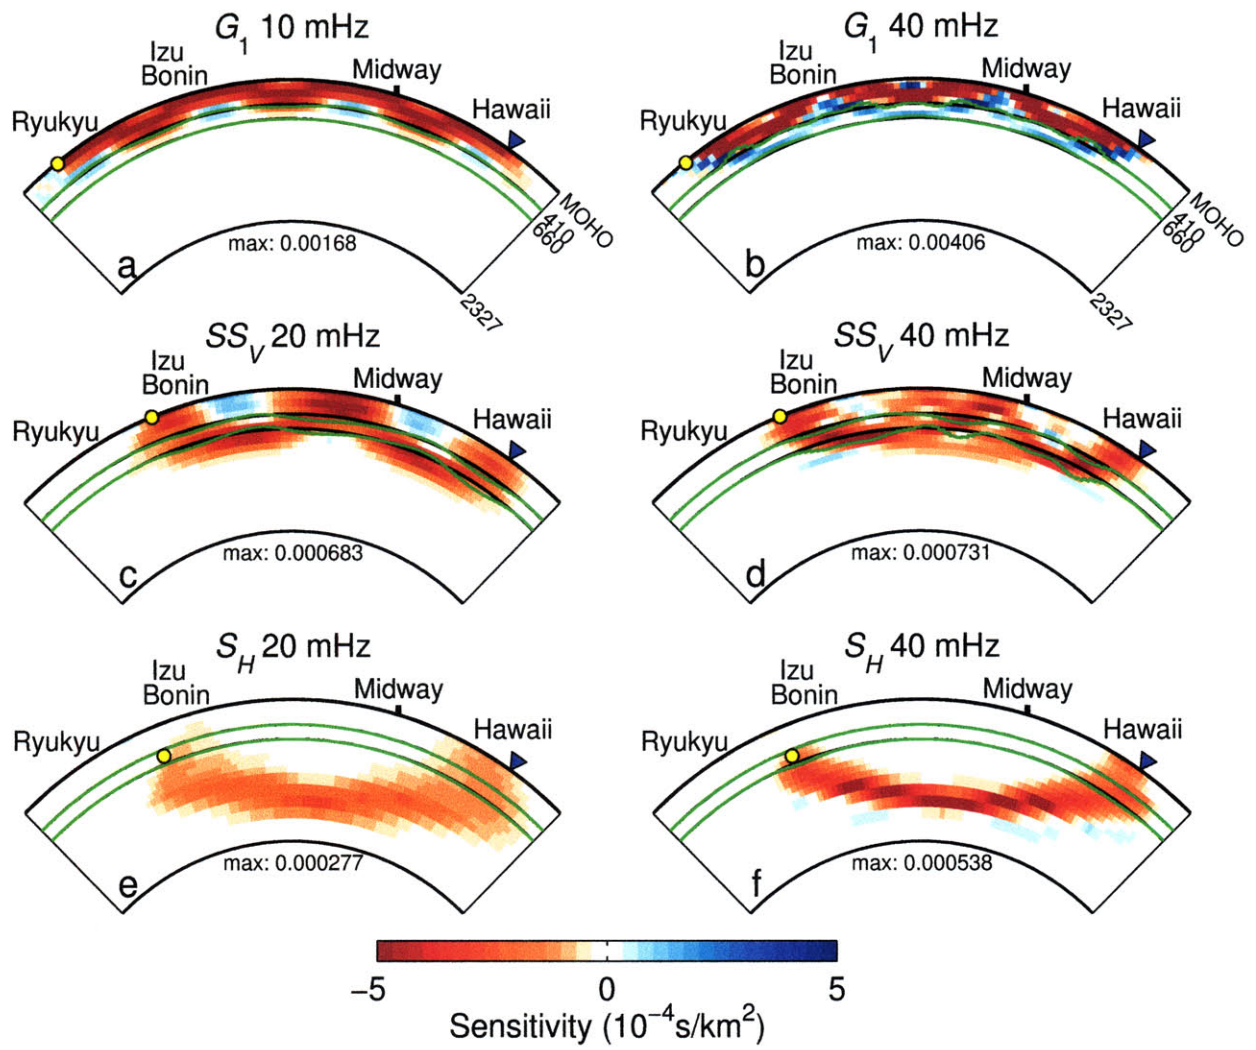 G1 10 mHz
Izu
Bonin
Midway
Ryukyu
Hawaii
MOHO
410
660
2327
max: 0.00168
a
G1 40 mHz
Izu
Bonin
Midway
Ryukyu
Hawaii
MOHO
410
660
2327
max: 0.00406
b
SSV 20 mHz
Izu
Bonin
Midway
Ryukyu
Hawaii
max: 0.000683
c
SSV 40 mHz
Izu
Bonin
Midway
Ryukyu
Hawaii
max: 0.000731
d
SH 20 mHz
Izu
Bonin
Midway
Ryukyu
Hawaii
max: 0.000277
e
SH 40 mHz
Izu
Bonin
Midway
Ryukyu
Hawaii
max: 0.000538
f
−5 0 5
Sensitivity (10⁻⁴s/km²)